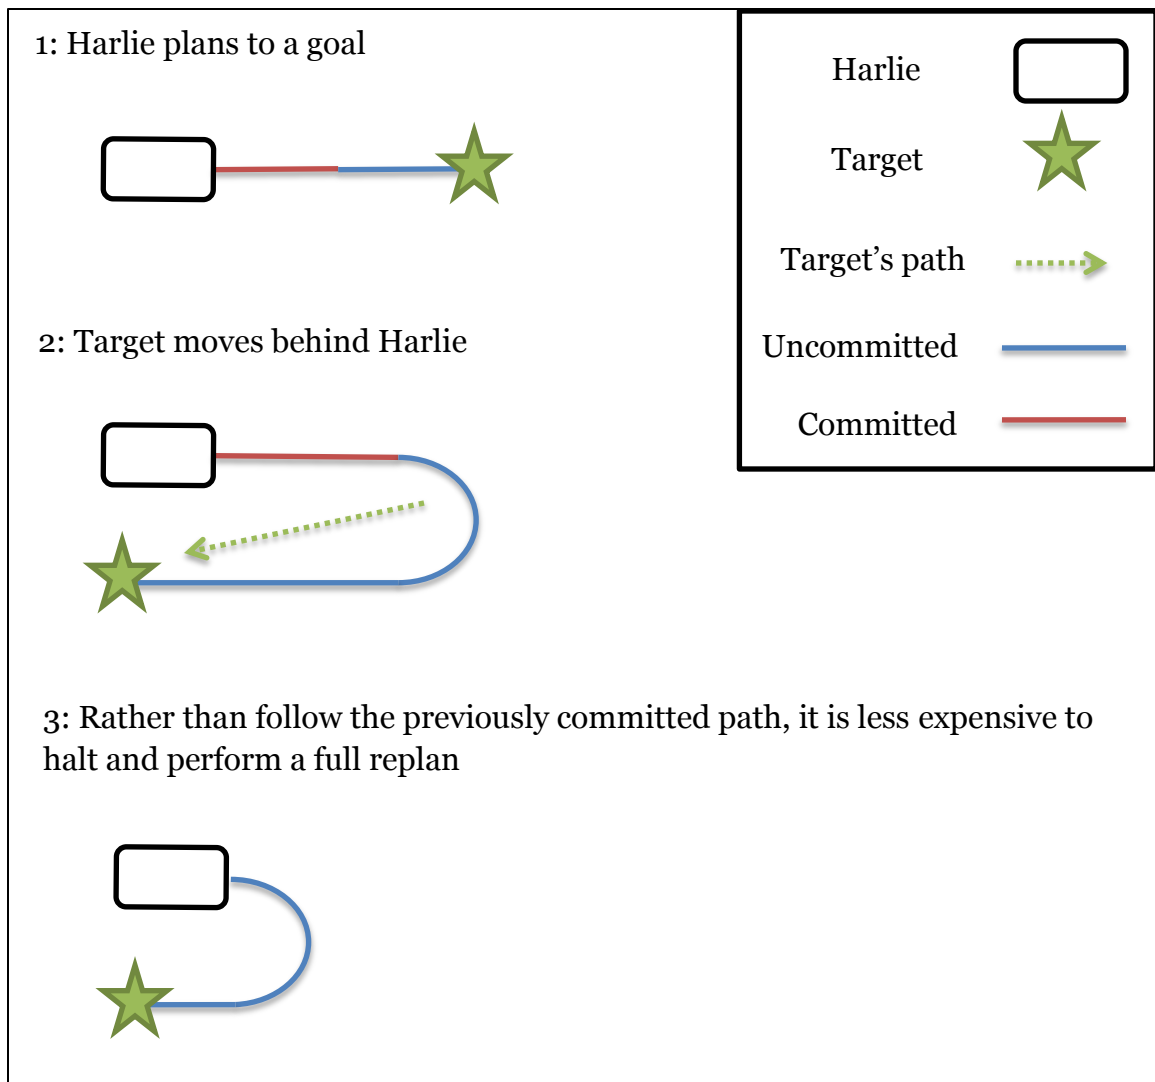 1: Harlie plans to a goal
Harlie
Target
Target’s path
Uncommitted
Committed
2: Target moves behind Harlie
3: Rather than follow the previously committed path, it is less expensive to
halt and perform a full replan